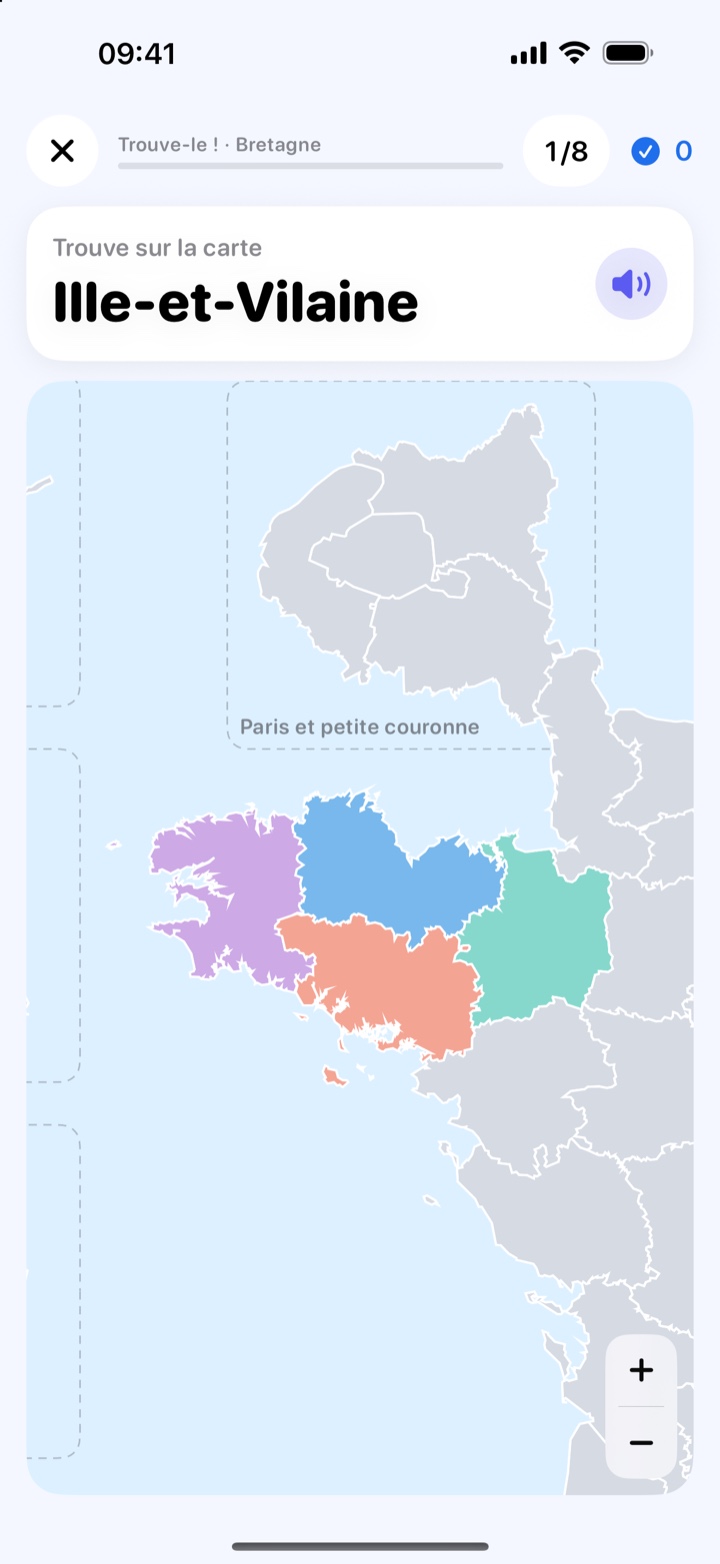 09:41
Trouve-le ! · Bretagne
1/8
0
Trouve sur la carte
Ille-et-Vilaine
Paris et petite couronne
+
−